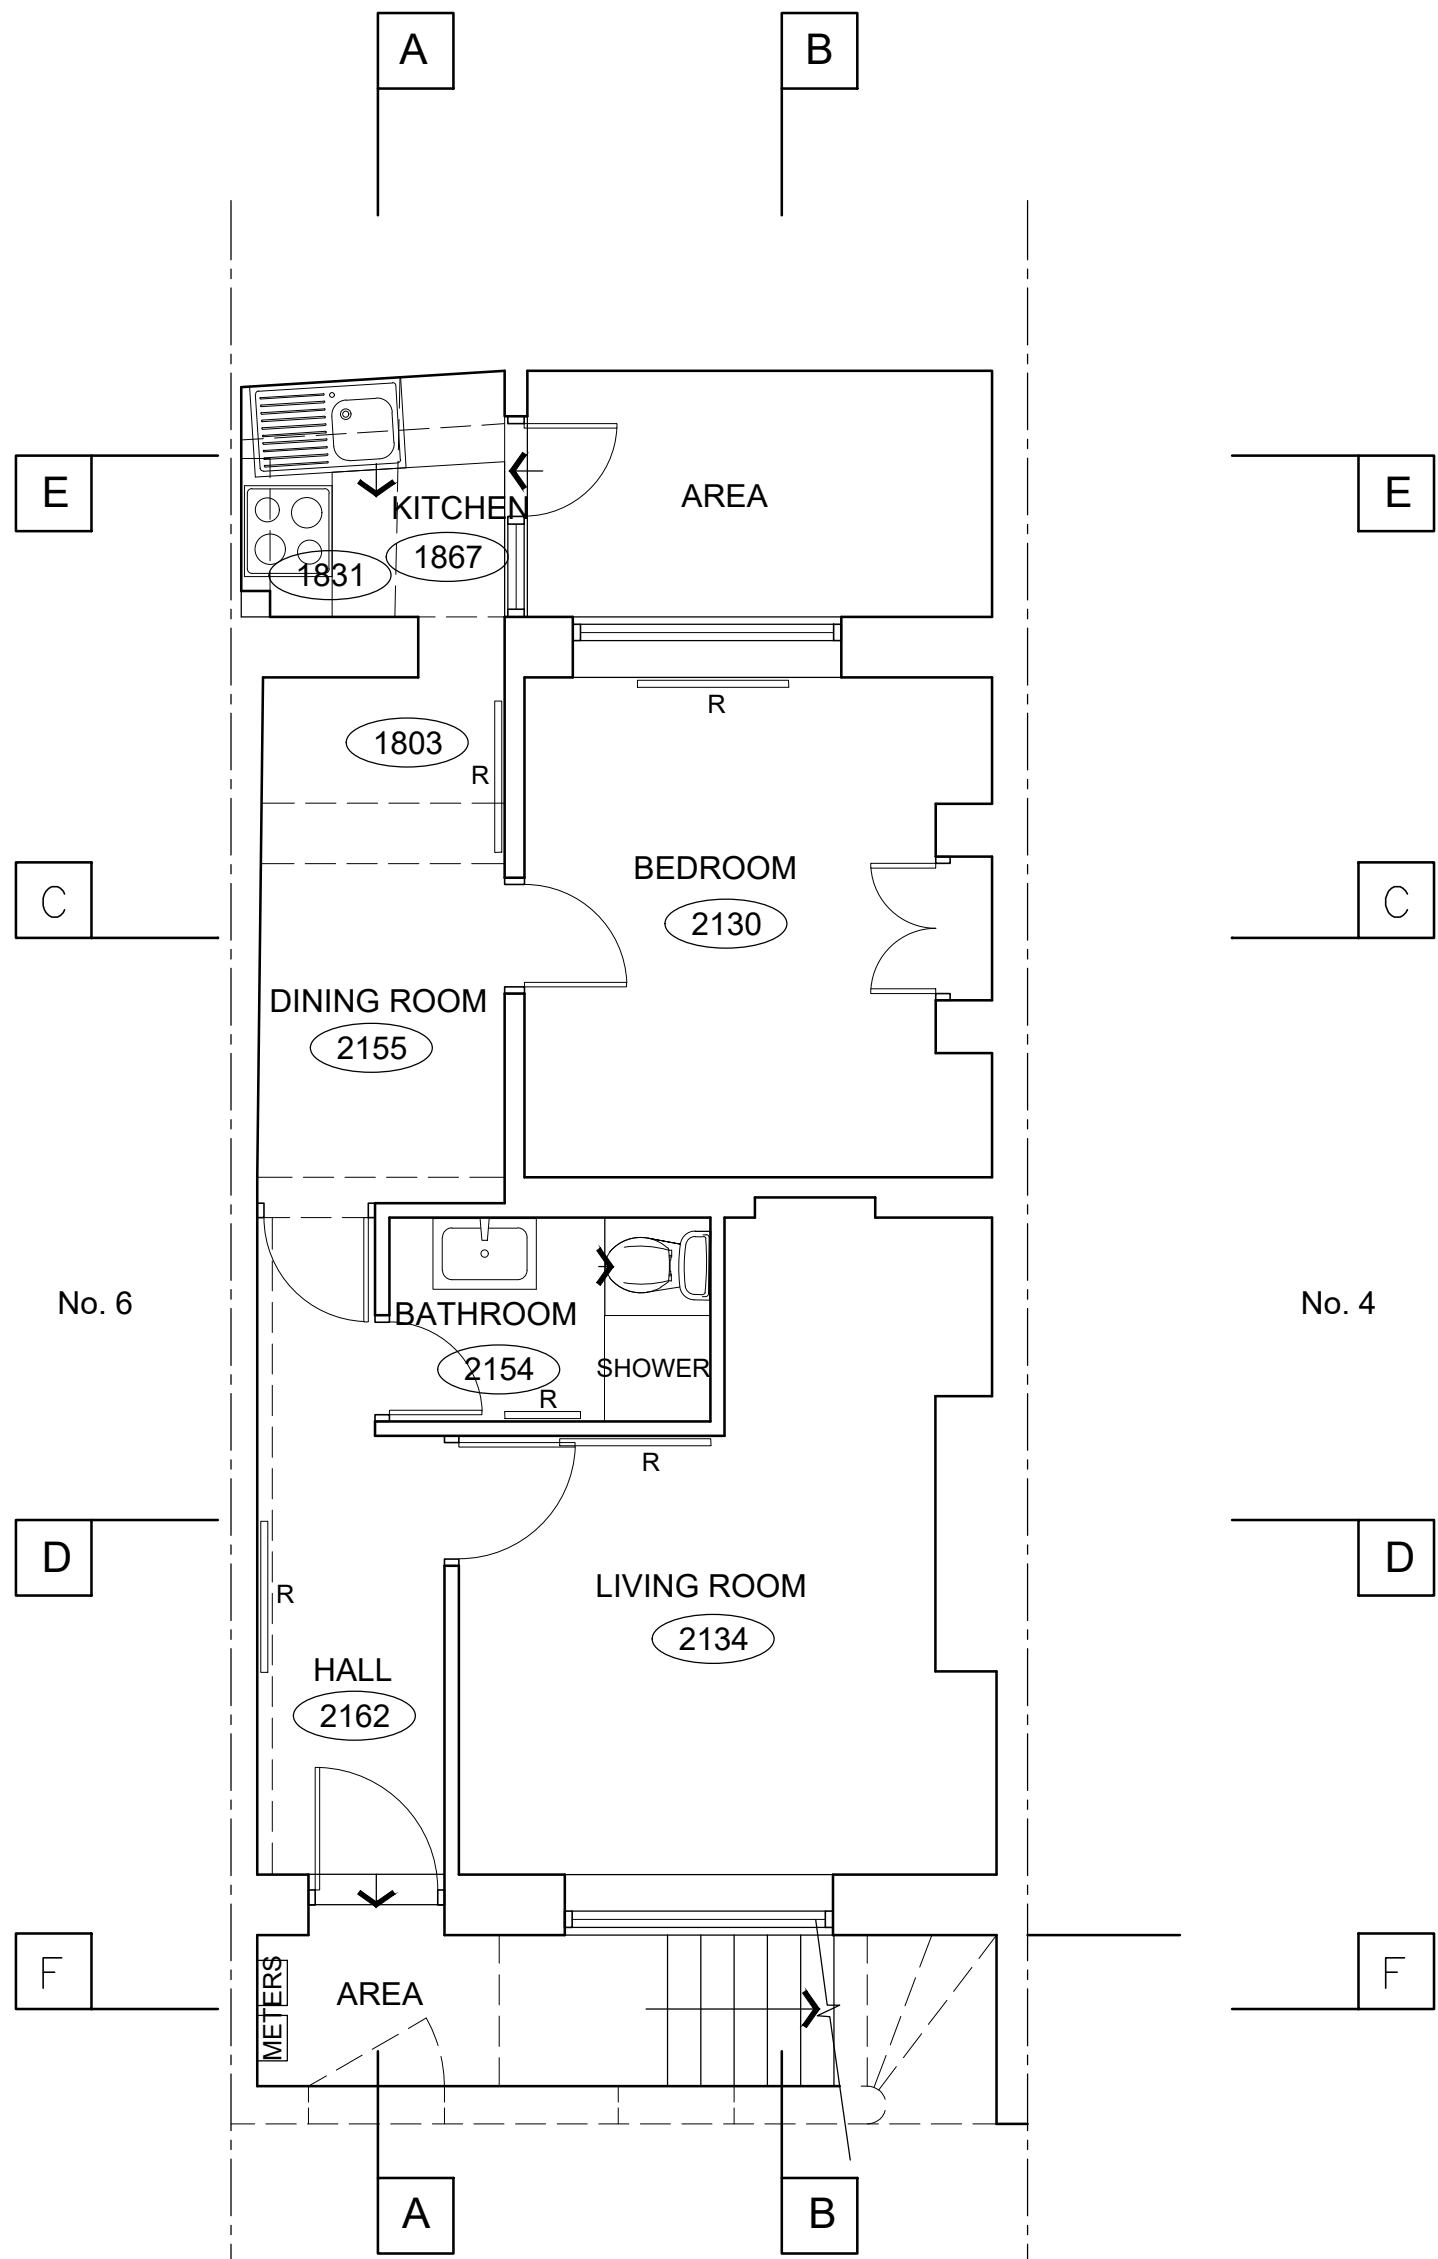 A
B
E
E
KITCHEN
AREA
1867
1831
R
1803
R
BEDROOM
C
C
2130
DINING ROOM
2155
No. 6
No. 4
BATHROOM
2154
SHOWER
R
R
D
D
LIVING ROOM
R
2134
HALL
2162
F
F
METERS
AREA
A
B